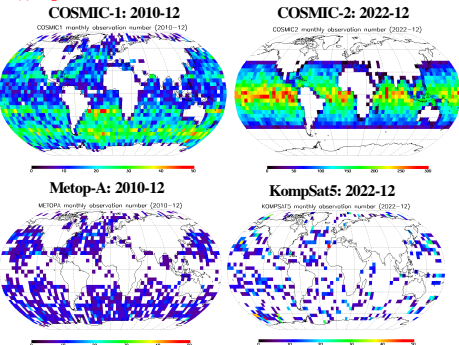 COSMIC-1: 2010-12
COSMIC1 monthly observation number (2010-12)
0 10 20 30 40 50
COSMIC-2: 2022-12
COSMIC2 monthly observation number (2022-12)
0 50 100 150 200 250 300
Metop-A: 2010-12
METOPA monthly observation number (2010-12)
KompSat5: 2022-12
KOMPSAT5 monthly observation number (2022-12)